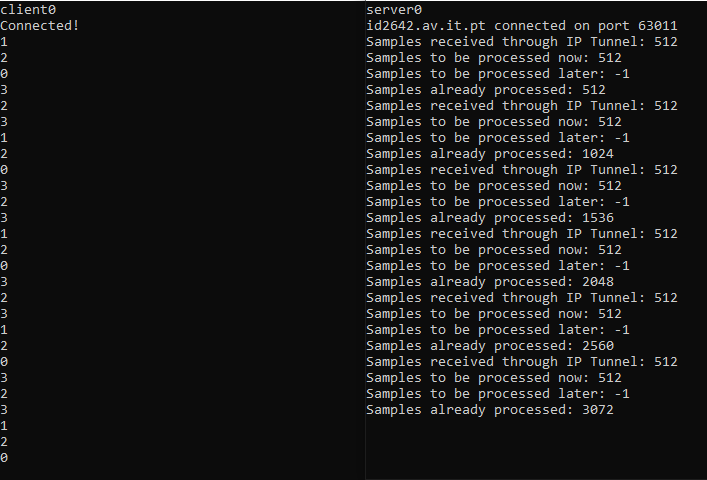 client0
Connected!
1
2
0
3
2
3
1
2
0
3
2
3
1
2
0
3
2
3
1
2
0
3
2
3
1
2
0
server0
id2642.av.it.pt connected on port 63011
Samples received through IP Tunnel: 512
Samples to be processed now: 512
Samples to be processed later: -1
Samples already processed: 512
Samples received through IP Tunnel: 512
Samples to be processed now: 512
Samples to be processed later: -1
Samples already processed: 1024
Samples received through IP Tunnel: 512
Samples to be processed now: 512
Samples to be processed later: -1
Samples already processed: 1536
Samples received through IP Tunnel: 512
Samples to be processed now: 512
Samples to be processed later: -1
Samples already processed: 2048
Samples received through IP Tunnel: 512
Samples to be processed now: 512
Samples to be processed later: -1
Samples already processed: 2560
Samples received through IP Tunnel: 512
Samples to be processed now: 512
Samples to be processed later: -1
Samples already processed: 3072